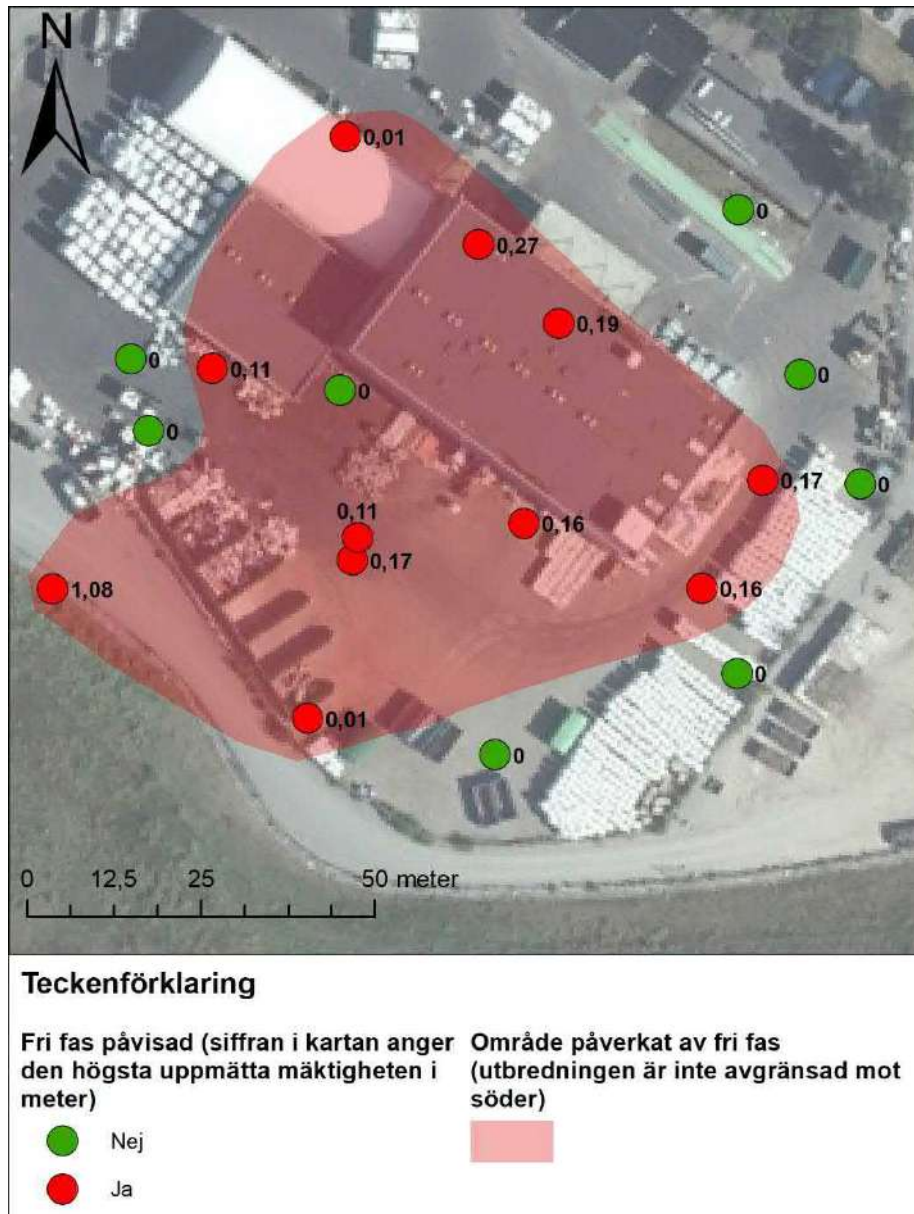 N
0,01
0
0,27
0,19
0
0,11
0
0
0
0,17
0
0,11
0,16
0,17
1,08
0,16
0
0,01
0
0 12,5 25 50 meter
Teckenförklaring
Fri fas påvisad (siffran i kartan anger
den högsta uppmätta mäktigheten i
meter)
Nej
Ja
Område påverkat av fri fas
(utbredningen är inte avgränsad mot
söder)